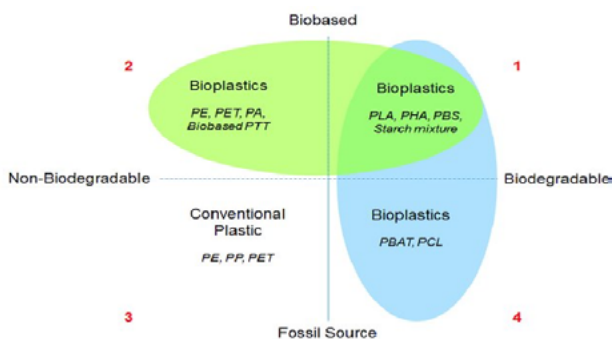 Biobased
2
1
Bioplastics
PE, PET, PA,
Biobased PTT
Bioplastics
PLA, PHA, PBS,
Starch mixture
Non-Biodegradable
Biodegradable
Conventional
Plastic
PE, PP, PET
Bioplastics
PBAT, PCL
3
4
Fossil Source